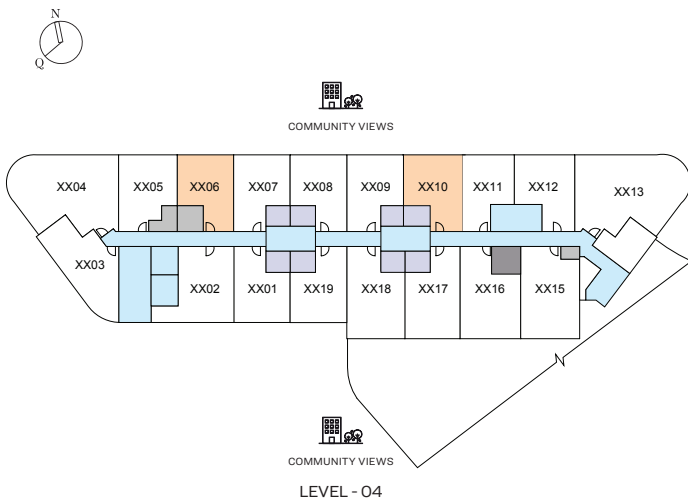 N
Q
COMMUNITY VIEWS
XX04 XX05 XX06 XX07 XX08 XX09 XX10 XX11 XX12 XX13
XX03
XX02 XX01 XX19 XX18 XX17 XX16 XX15
N
COMMUNITY VIEWS
LEVEL - 04